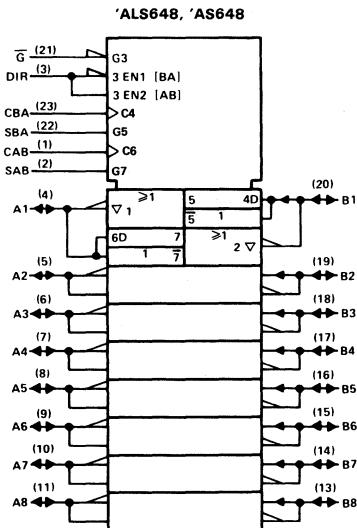 'ALS648, 'AS648
G̅ (21) G3
DIR (3) 3 EN1 [BA]
3 EN2 [AB]
CBA (23) C4
SBA (22) G5
CAB (1) C6
SAB (2) G7
A1 (4) ▽ 1 ≥1 5 4D (20) B1
5̅ 1
6D 7 ≥1
1 7̅ 2 ▽
A2 (5) (19) B2
A3 (6) (18) B3
A4 (7) (17) B4
A5 (8) (16) B5
A6 (9) (15) B6
A7 (10) (14) B7
A8 (11) (13) B8